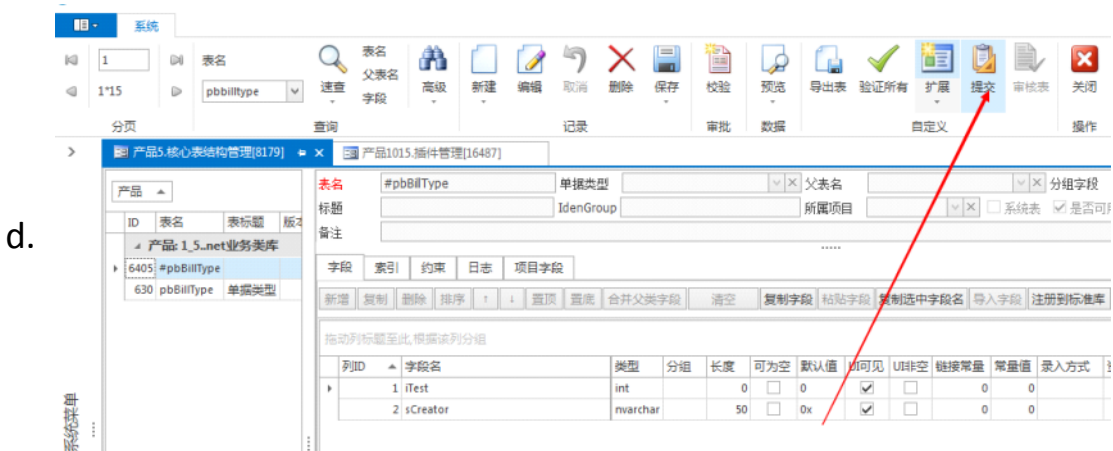 系统
1
表名
速查
表名
父表名
字段
高级
新建
编辑
取消
删除
保存
校验
预览
导出表
验证所有
扩展
提交
审核表
关闭
1*15
pbbilltype
分页
查询
记录
审批
数据
自定义
操作
产品5.核心表结构管理[8179]
产品1015.插件管理[16487]
d.
产品
ID 表名 表标题 版本
产品: 1_5..net业务类库
6405 #pbBillType
630 pbBillType 单据类型
系统菜单
表名 #pbBillType 单据类型 父表名 分组字段
标题 IdenGroup 所属项目 系统表
备注
字段 索引 约束 日志 项目字段
新增 复制 删除 排序 ↑ ↓ 置顶 置底 合并父类字段 清空 复制字段 粘贴字段 复制选中字段名 导入字段 注册到标准库
拖动列标题至此,根据该列分组
列ID 字段名 类型 分组 长度 可为空 默认值 UI可见 UI非空 链接常量 常量值 录入方式
1 iTest int 0 0 0 0
2 sCreator nvarchar 50 0x 0 0